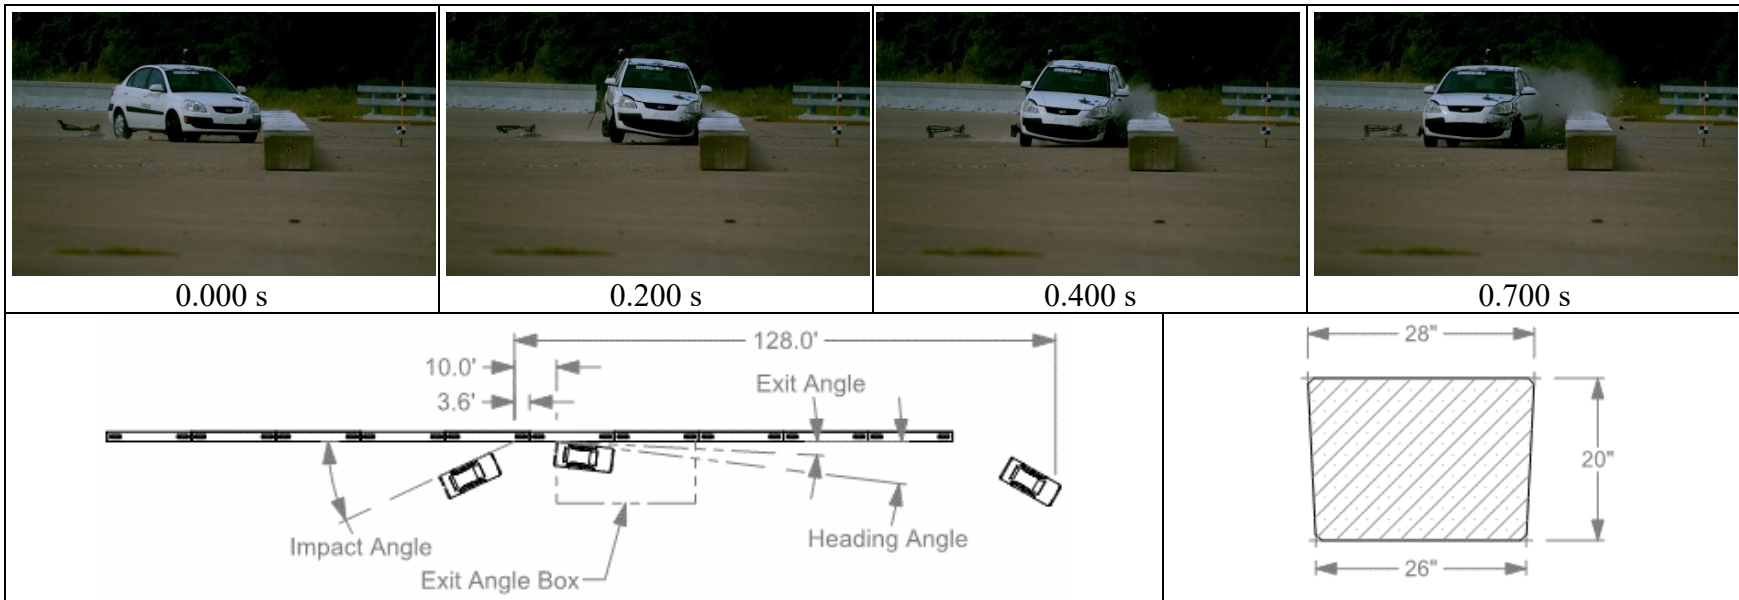 0.000 s
0.200 s
0.400 s
0.700 s
128.0'
10.0'
Exit Angle
3.6'
Impact Angle
Heading Angle
Exit Angle Box
28"
20"
26"